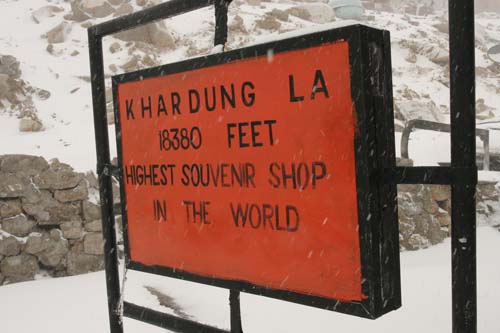 KHARDUNG LA
18380 FEET
HIGHEST SOUVENIR SHOP
IN THE WORLD